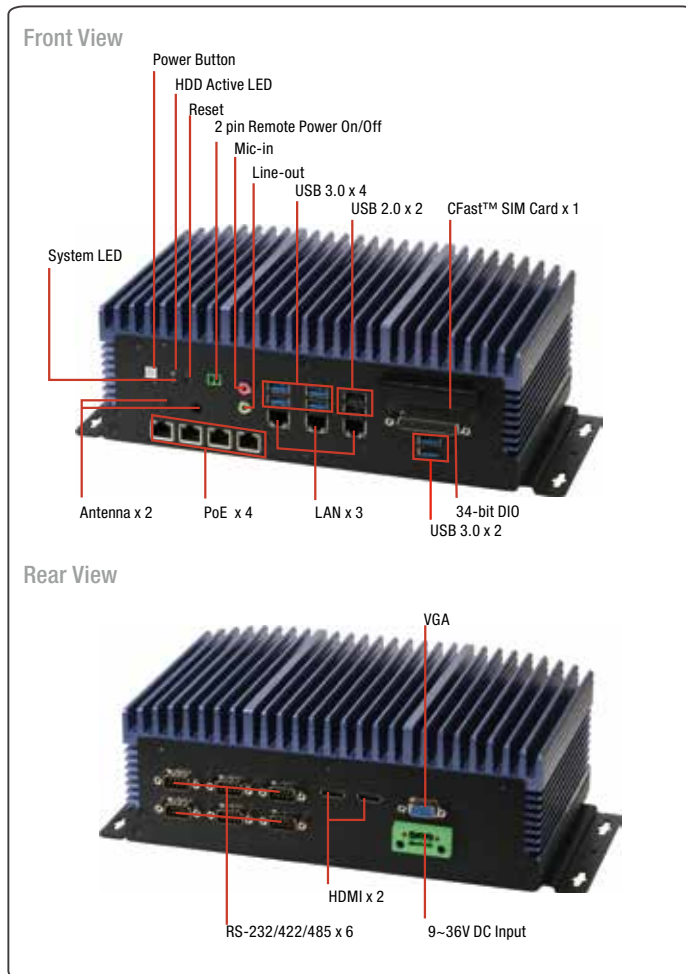 Front View
Power Button
HDD Active LED
Reset
2 pin Remote Power On/Off
Mic-in
Line-out
USB 3.0 x 4
USB 2.0 x 2
CFast™ SIM Card x 1
System LED
Antenna x 2
PoE  x 4
LAN x 3
34-bit DIO
USB 3.0 x 2
Rear View
VGA
HDMI x 2
RS-232/422/485 x 6
9~36V DC Input